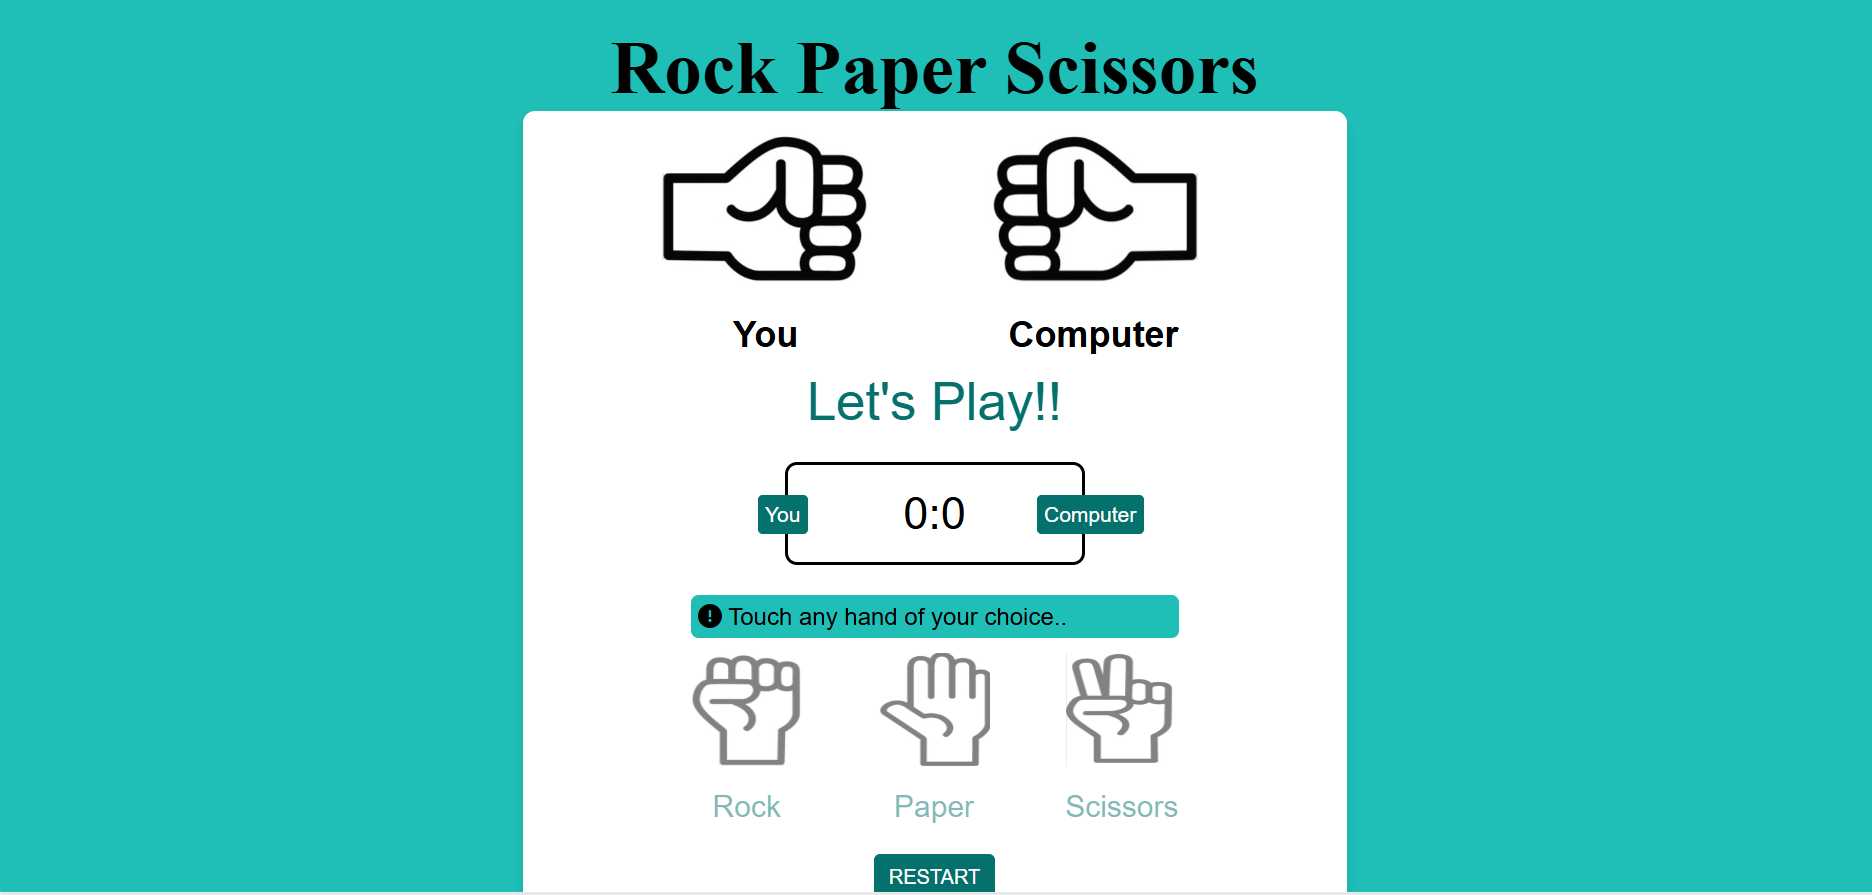 Rock Paper Scissors
You
Computer
Let's Play!!
You
0:0
Computer
Touch any hand of your choice..
Rock
Paper
Scissors
RESTART